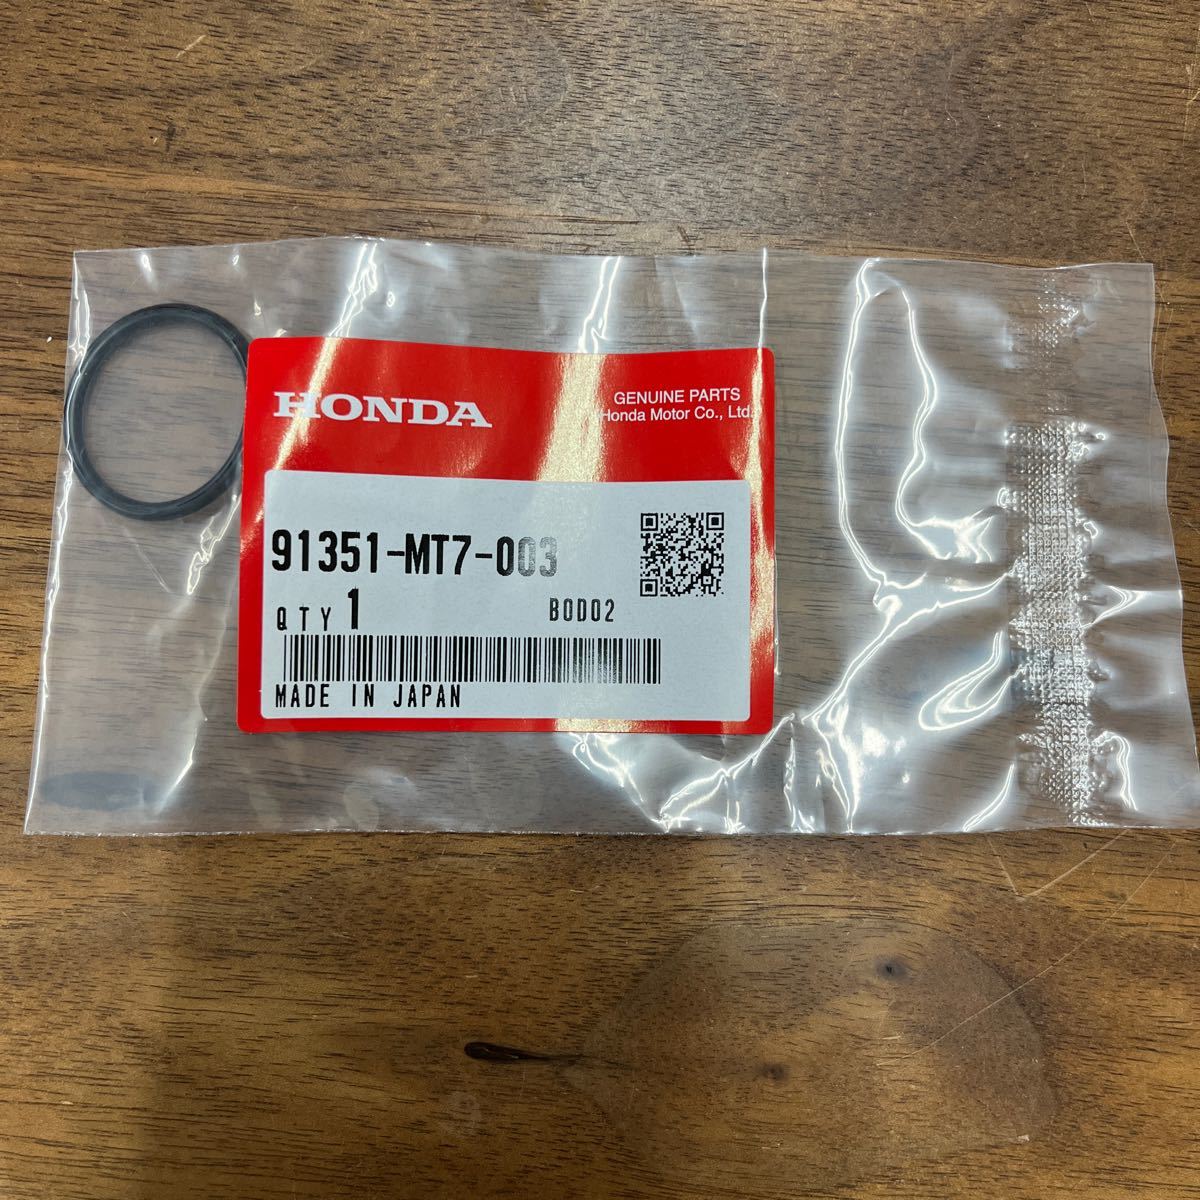 HONDA
GENUINE PARTS
Honda Motor Co., Ltd.
91351-MT7-003
QTY 1
B0D02
MADE IN JAPAN